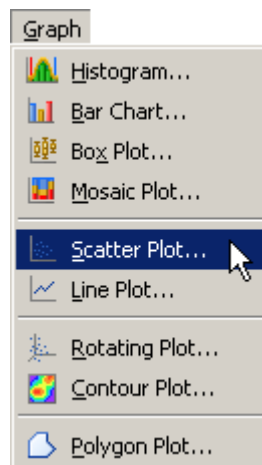 Graph
Histogram...
Bar Chart...
Box Plot...
Mosaic Plot...
Scatter Plot...
Line Plot...
Rotating Plot...
Contour Plot...
Polygon Plot...